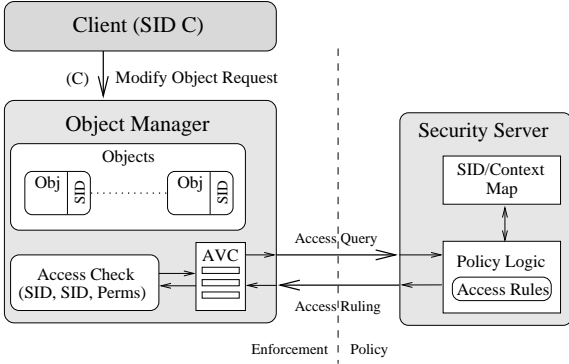 Client (SID C)
(C) Modify Object Request
Object Manager
Objects
Obj SID Obj SID
Access Check
(SID, SID, Perms)
AVC
Access Query
Access Ruling
Enforcement Policy
Security Server
SID/Context
Map
Policy Logic
Access Rules